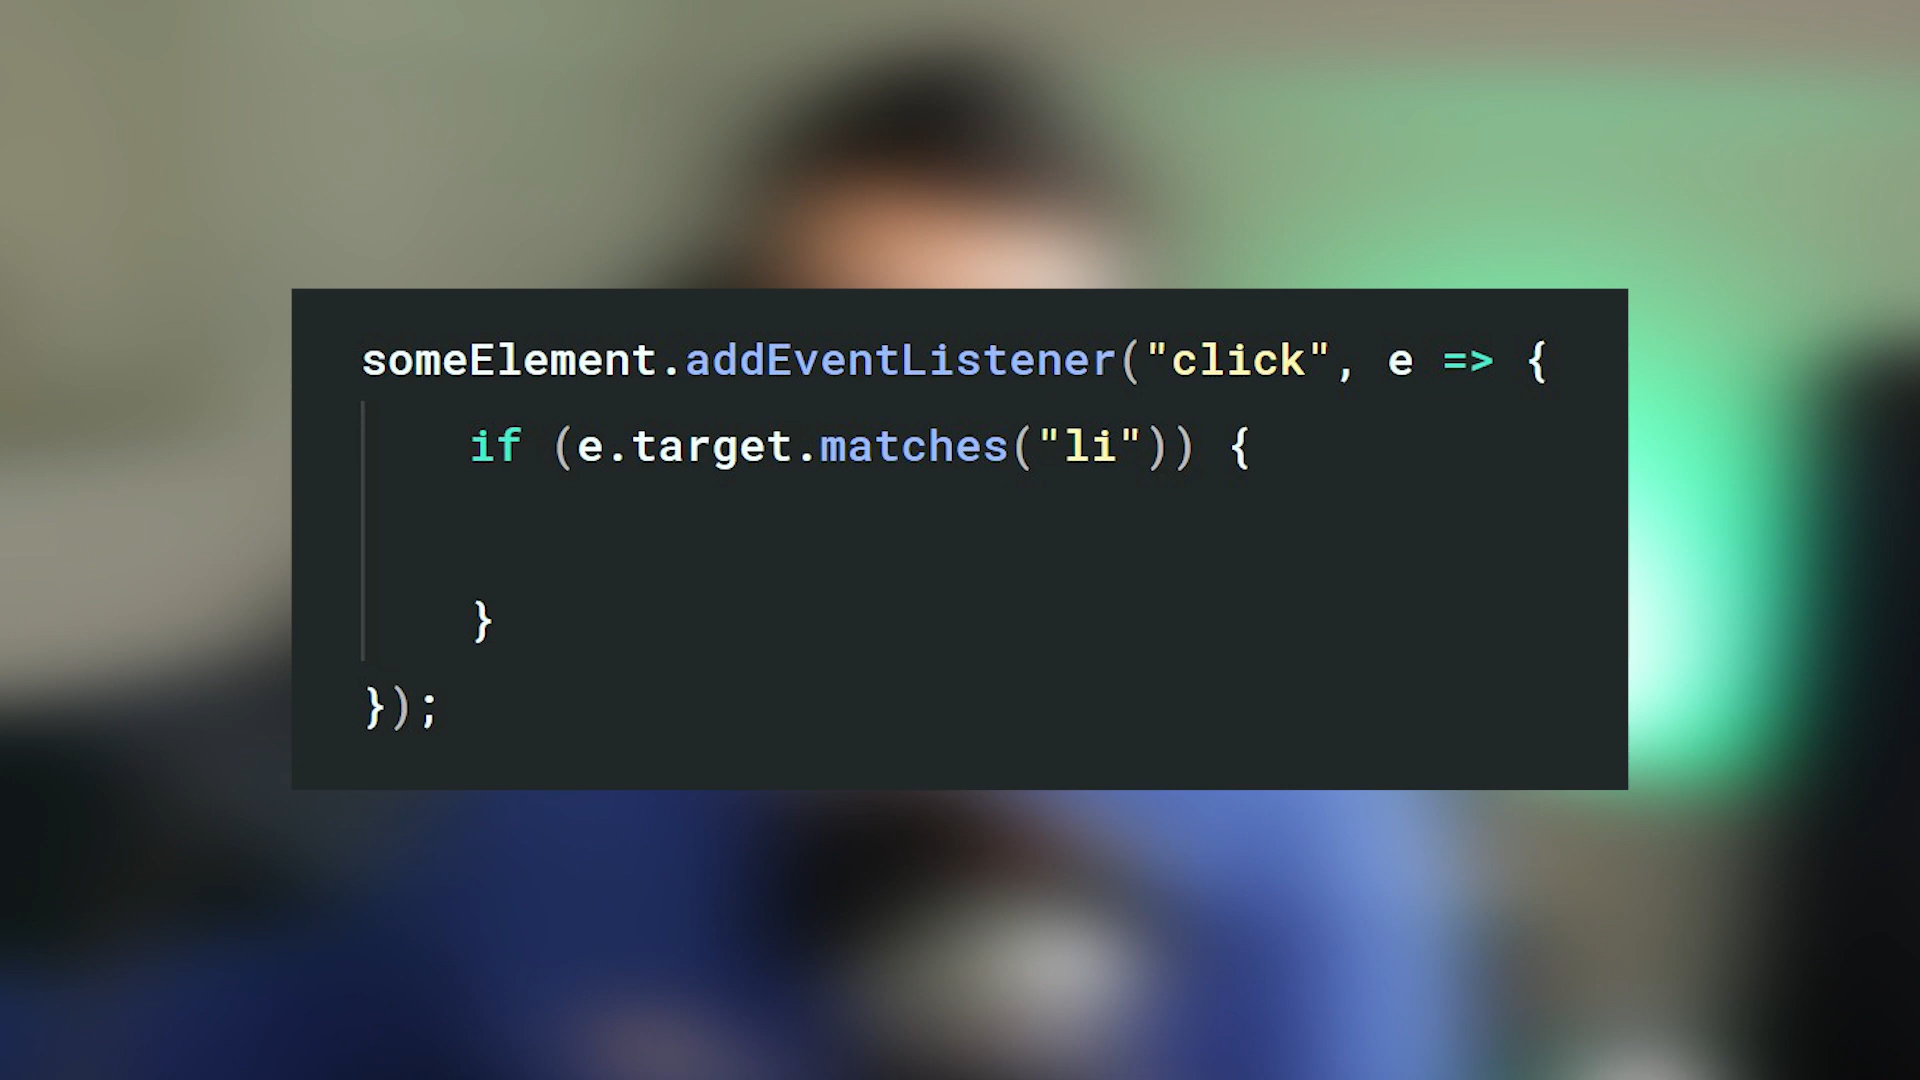 someElement.addEventListener("click", e => {
if (e.target.matches("li")) {
}
});